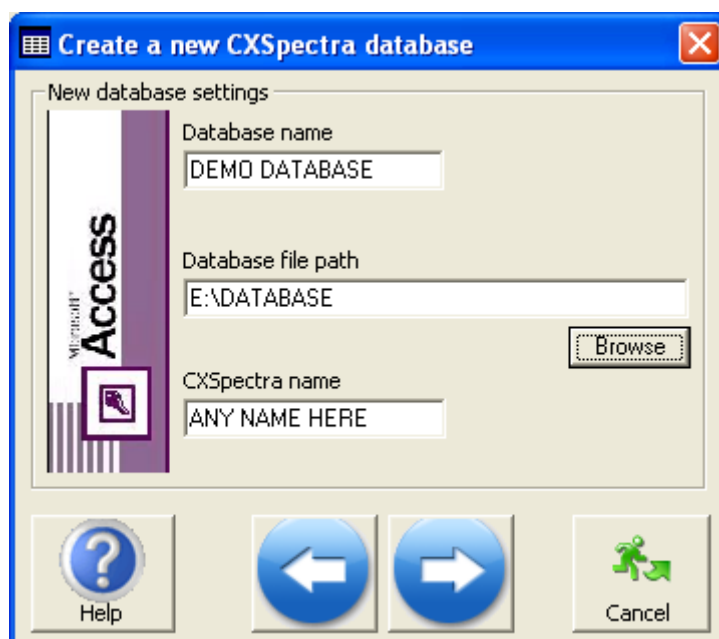 Create a new CXSpectra database
New database settings
Database name
DEMO DATABASE
Database file path
E:\DATABASE
Browse
CXSpectra name
ANY NAME HERE
Microsoft
Access
Help
Cancel